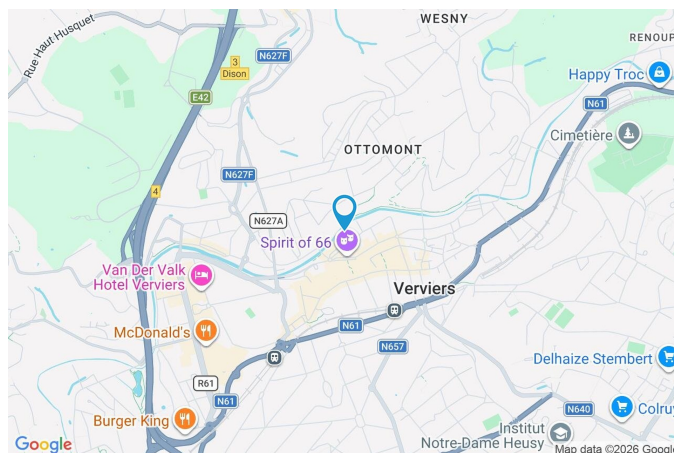 WESNY
Rue Haut Husquet
RENOUP
N627F
3
Dison
Happy Troc
E42
N61
Cimetière
OTTOMONT
N627F
4
N627A
Spirit of 66
Van Der Valk
Hotel Verviers
Verviers
McDonald's
N61
N657
Delhaize Stembert
R61
N61
Burger King
N640
Colruy
Institut
Notre-Dame Heusy
Google
Map data ©2026 Google